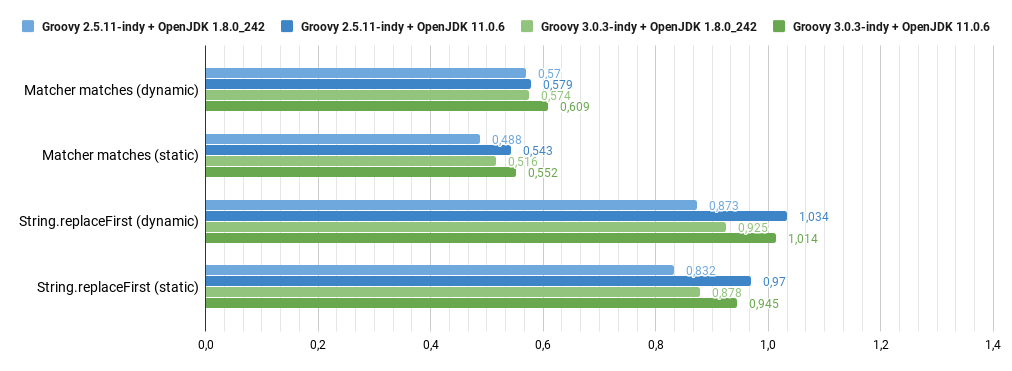 Groovy 2.5.11-indy + OpenJDK 1.8.0_242 Groovy 2.5.11-indy + OpenJDK 11.0.6 Groovy 3.0.3-indy + OpenJDK 1.8.0_242 Groovy 3.0.3-indy + OpenJDK 11.0.6
Matcher matches (dynamic)
0,57
0,579
0,574
0,609
Matcher matches (static)
0,488
0,543
0,516
0,552
String.replaceFirst (dynamic)
0,873
1,034
0,925
1,014
String.replaceFirst (static)
0,832
0,97
0,878
0,945
0,0 0,2 0,4 0,6 0,8 1,0 1,2 1,4